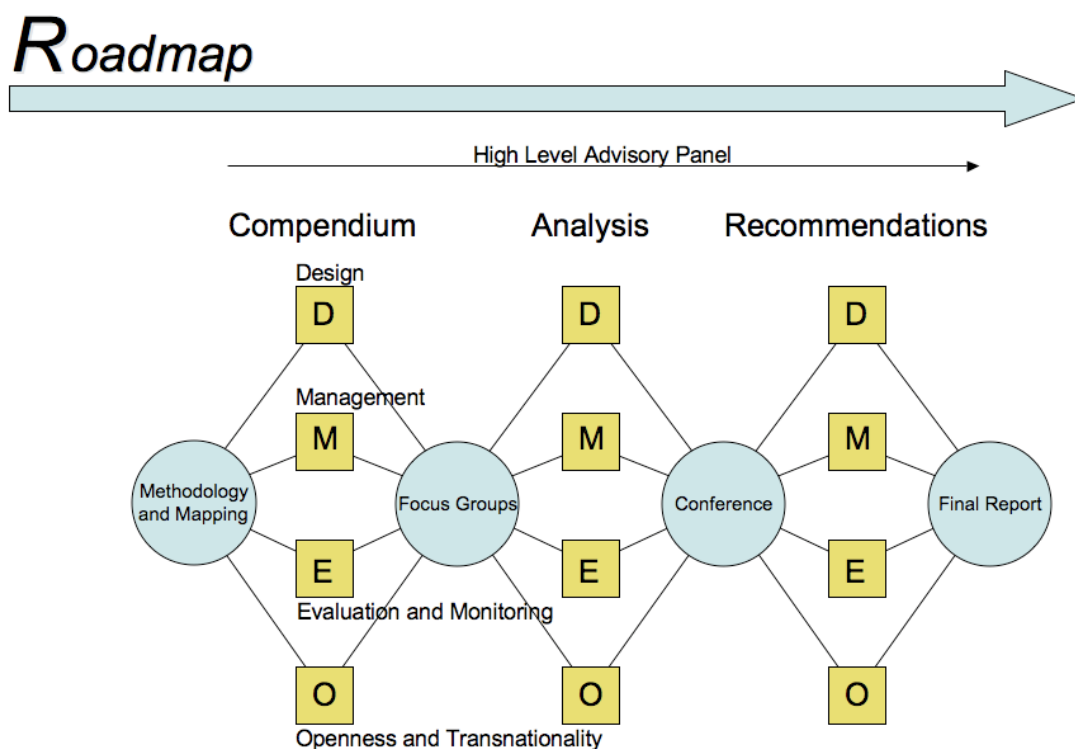 Roadmap
High Level Advisory Panel
Compendium
Analysis
Recommendations
Design
D
D
D
Management
M
M
M
Methodology
and Mapping
Focus Groups
Conference
Final Report
E
E
E
Evaluation and Monitoring
O
O
O
Openness and Transnationality